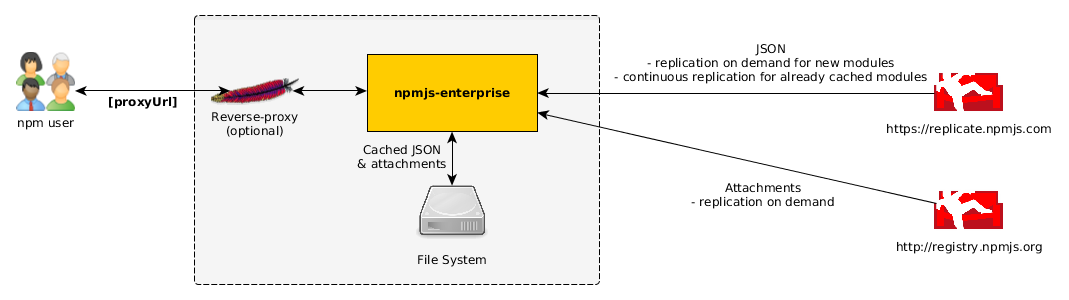 JSON
- replication on demand for new modules
- continuous replication for already cached modules
npmjs-enterprise
[proxyUrl]
npm user
Reverse-proxy
(optional)
https://replicate.npmjs.com
Cached JSON
& attachments
Attachments
- replication on demand
http://registry.npmjs.org
File System